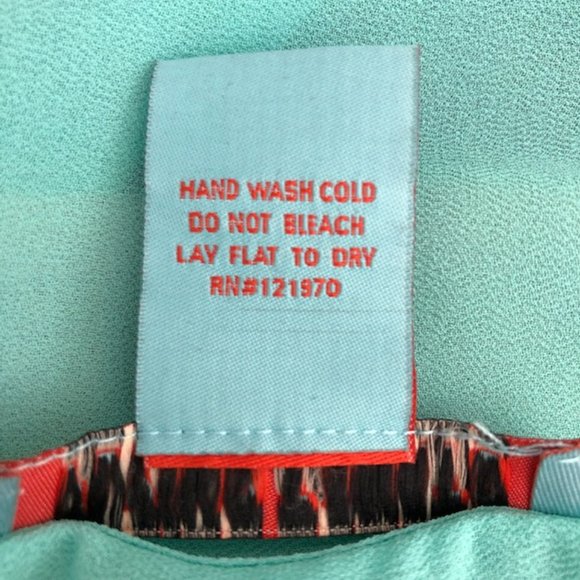 HAND WASH COLD
DO NOT BLEACH
LAY FLAT TO DRY
RN#121970